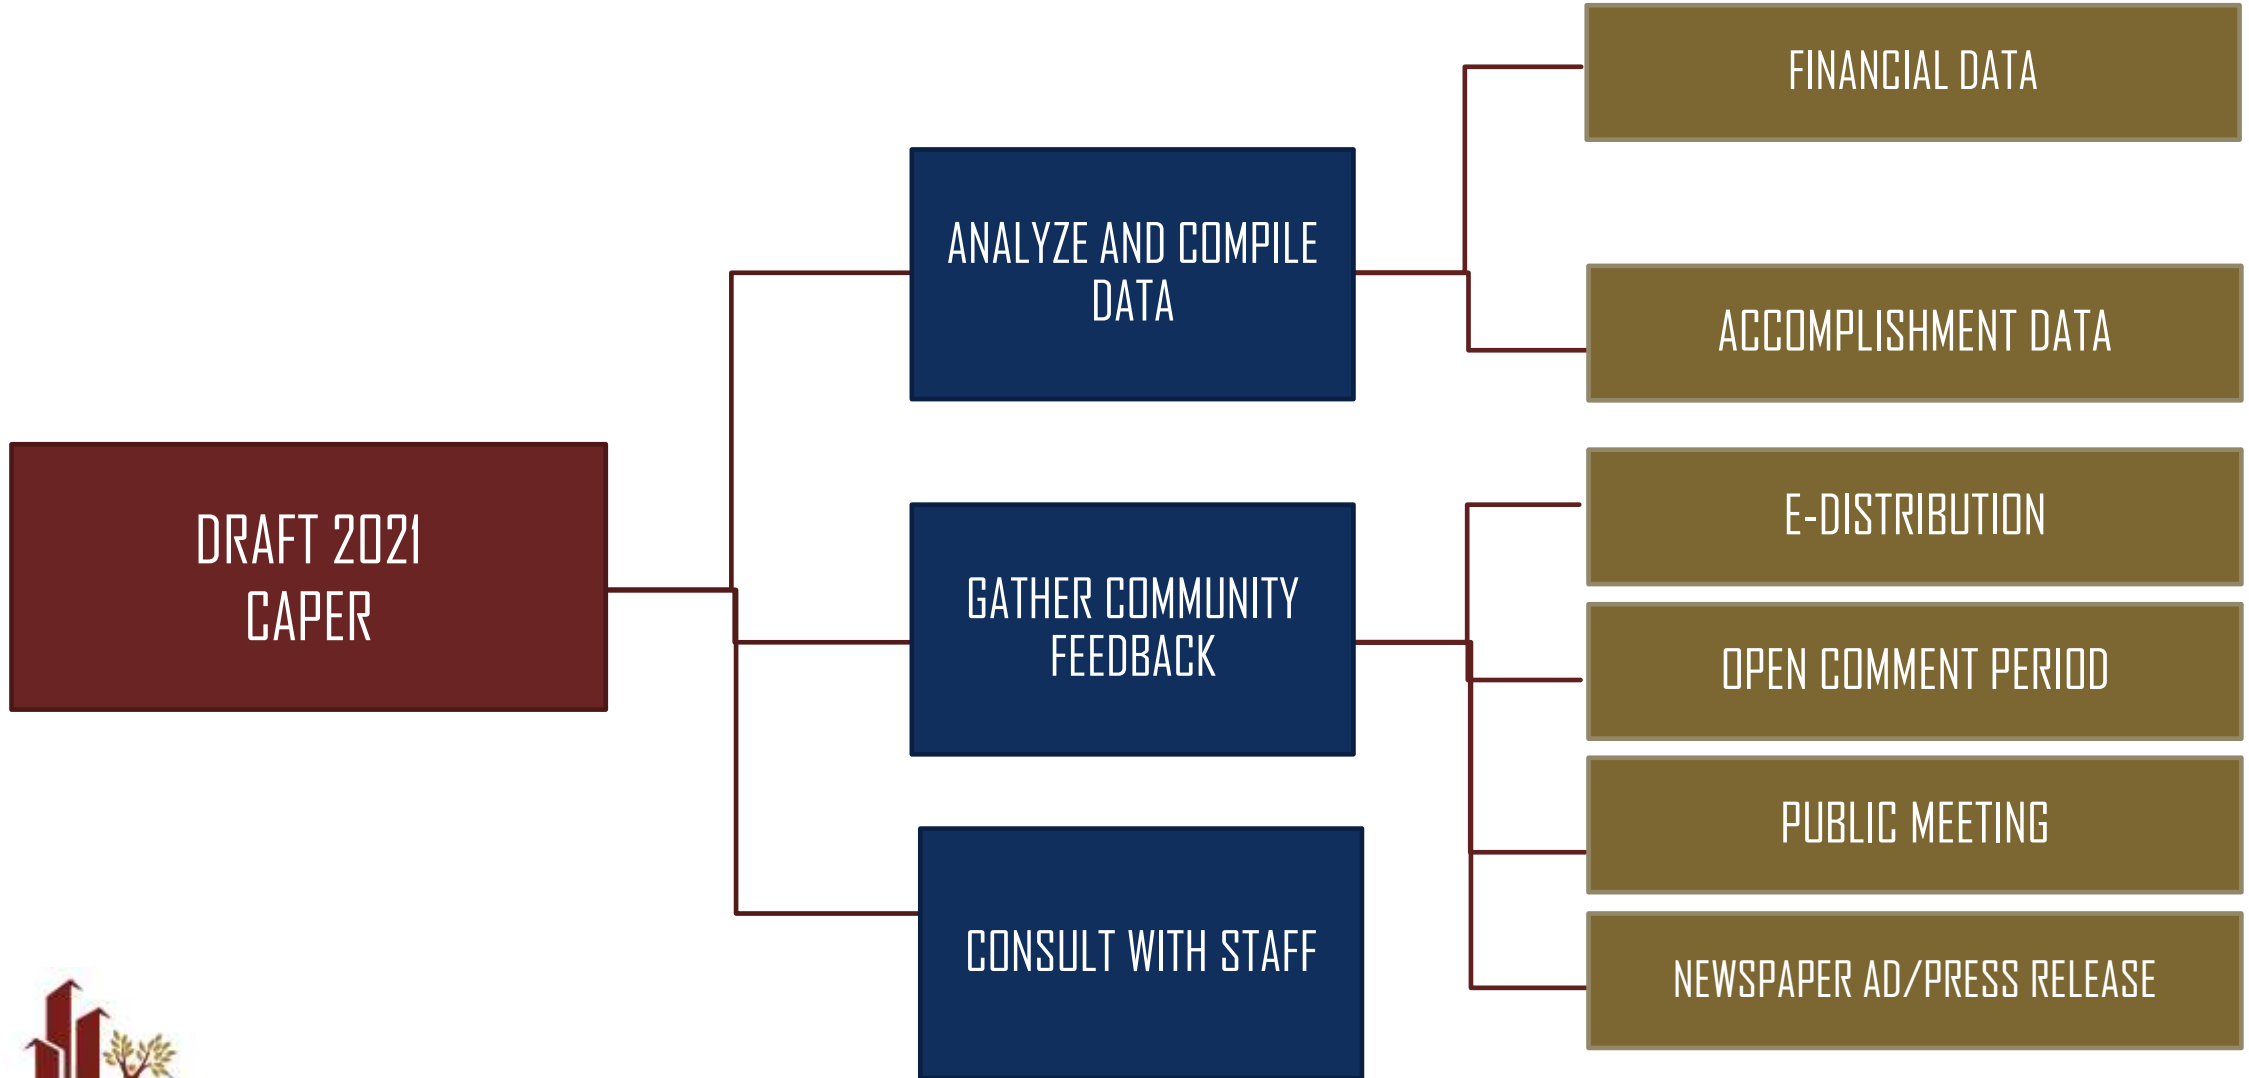 DRAFT 2021
CAPER
ANALYZE AND COMPILE
DATA
FINANCIAL DATA
ACCOMPLISHMENT DATA
GATHER COMMUNITY
FEEDBACK
E-DISTRIBUTION
OPEN COMMENT PERIOD
PUBLIC MEETING
NEWSPAPER AD/PRESS RELEASE
CONSULT WITH STAFF